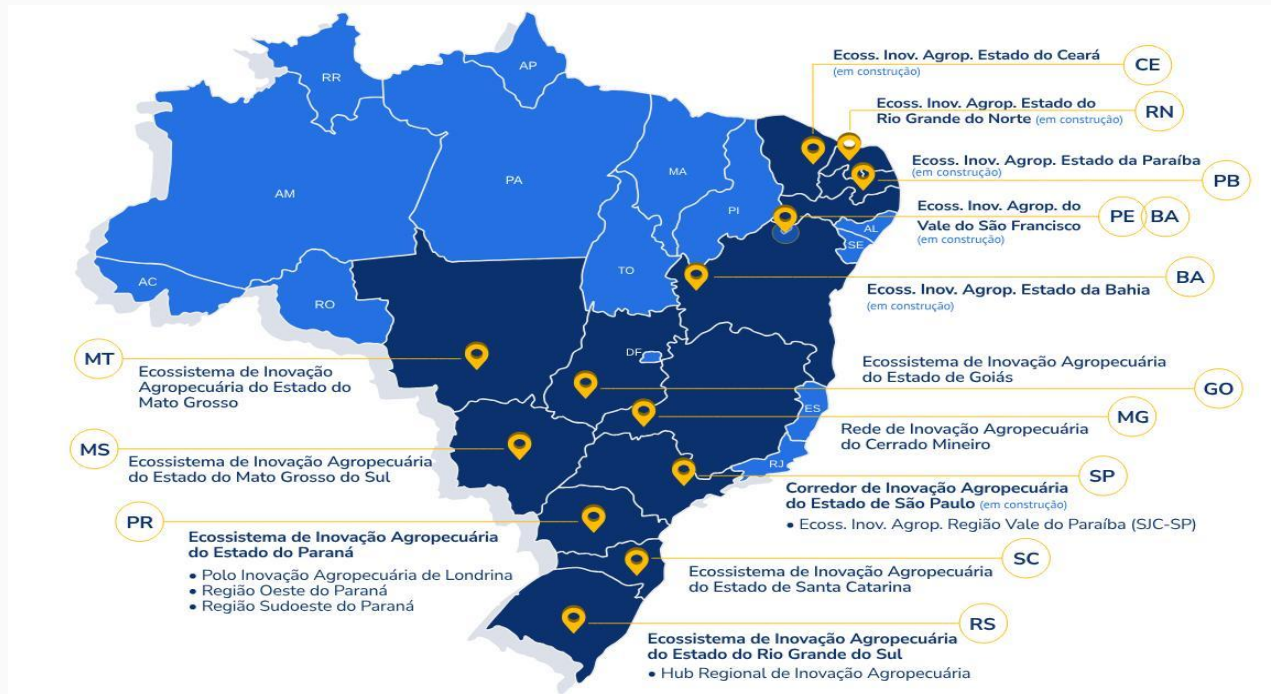 Ecoss. Inov. Agrop. Estado do Ceará
(em construção)
CE
Ecoss. Inov. Agrop. Estado do
Rio Grande do Norte (em construção)
RN
Ecoss. Inov. Agrop. Estado da Paraíba
(em construção)
PB
Ecoss. Inov. Agrop. do
Vale do São Francisco
(em construção)
PE BA
BA
Ecoss. Inov. Agrop. Estado da Bahia
(em construção)
RR
AP
AM
PA
MA
PI
AL
SE
TO
AC
RO
DF
ES
RJ
MT
Ecossistema de Inovação
Agropecuária do Estado do
Mato Grosso
Ecossistema de Inovação Agropecuária
do Estado de Goiás
GO
MG
Rede de Inovação Agropecuária
do Cerrado Mineiro
MS
Ecossistema de Inovação Agropecuária
do Estado do Mato Grosso do Sul
SP
Corredor de Inovação Agropecuária
do Estado de São Paulo (em construção)
• Ecoss. Inov. Agrop. Região Vale do Paraíba (SJC-SP)
PR
Ecossistema de Inovação Agropecuária
do Estado do Paraná
• Polo Inovação Agropecuária de Londrina
• Região Oeste do Paraná
• Região Sudoeste do Paraná
SC
Ecossistema de Inovação Agropecuária
do Estado de Santa Catarina
RS
Ecossistema de Inovação Agropecuária
do Estado do Rio Grande do Sul
• Hub Regional de Inovação Agropecuária